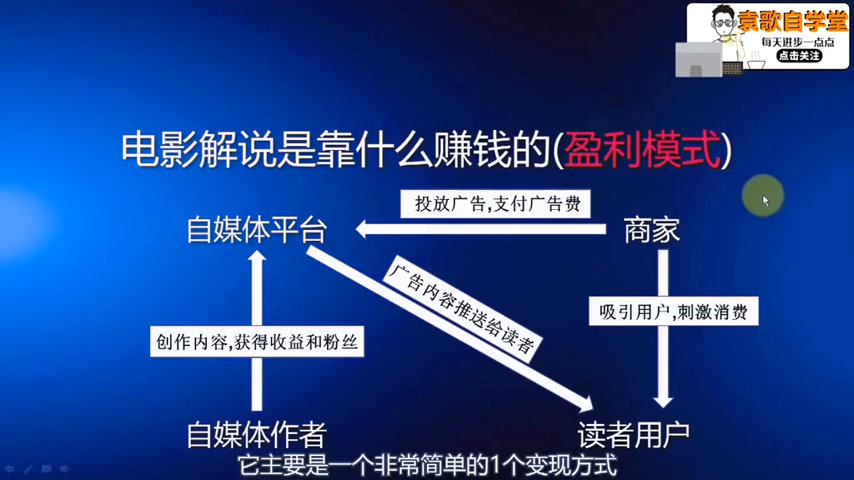 袁歌自学堂
每天进步一点点
点击关注
电影解说是靠什么赚钱的(盈利模式)
投放广告,支付广告费
自媒体平台
商家
广告内容推送给读者
吸引用户,刺激消费
创作内容,获得收益和粉丝
自媒体作者
读者用户
它主要是一个非常简单的1个变现方式